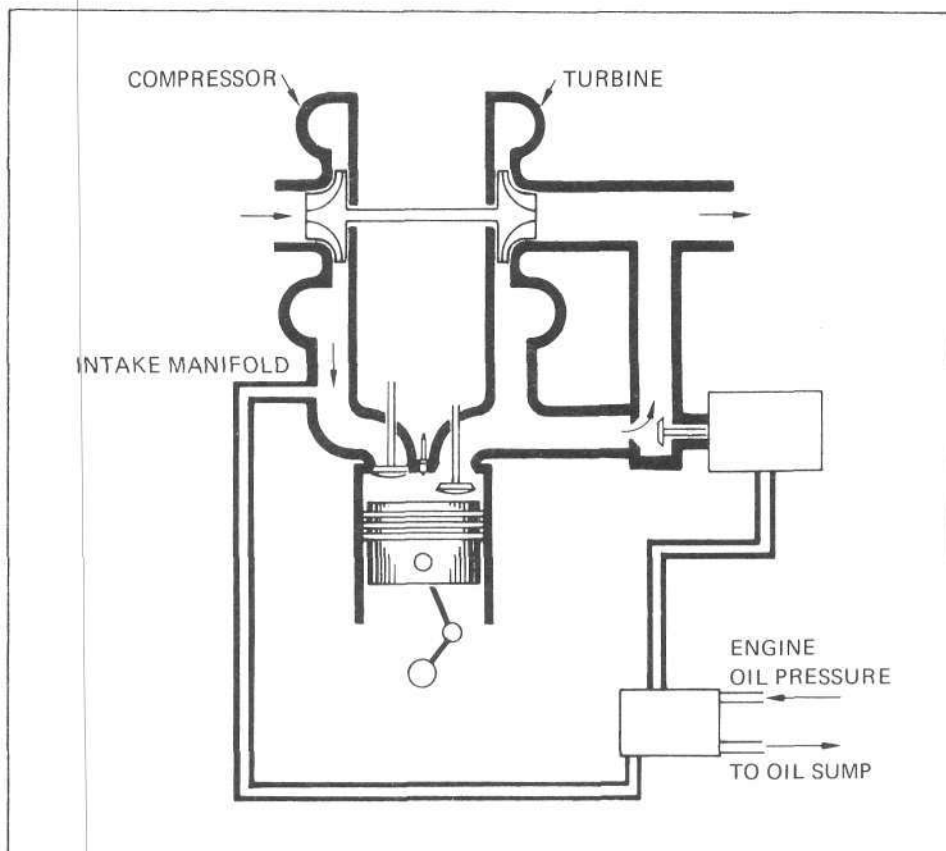 COMPRESSOR
TURBINE
INTAKE MANIFOLD
ENGINE
OIL PRESSURE
TO OIL SUMP